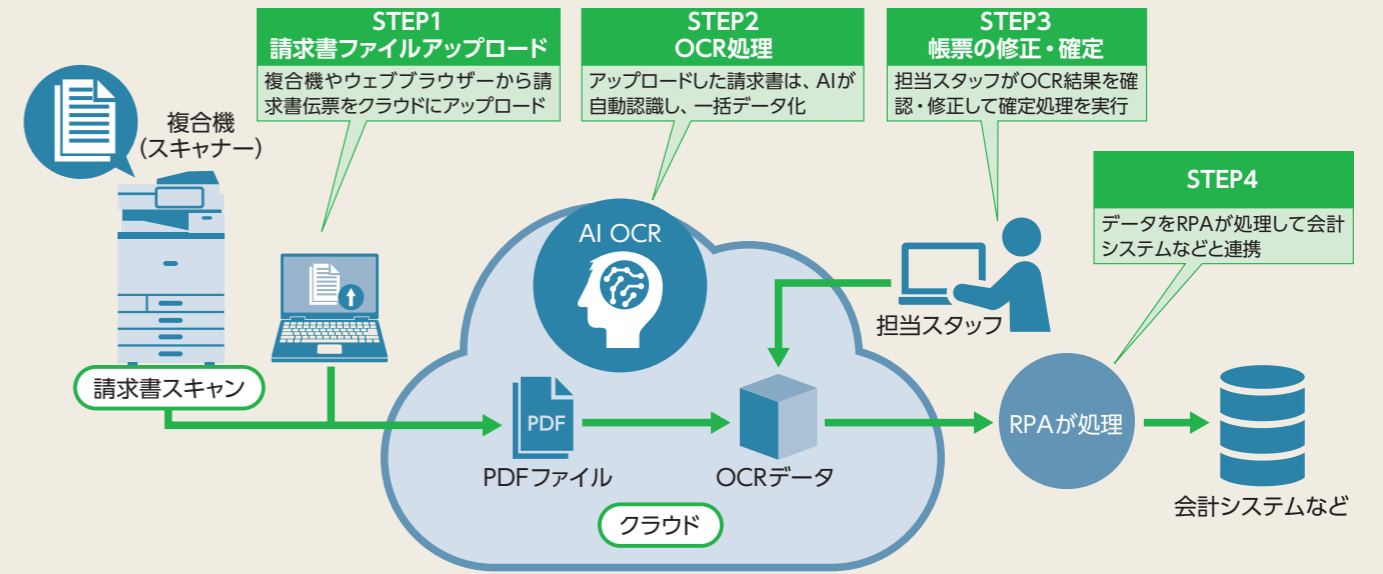 STEP1
請求書ファイルアップロード
複合機やウェブブラウザーから請
求書伝票をクラウドにアップロード
STEP2
OCR処理
アップロードした請求書は、AIが
自動認識し、一括データ化
STEP3
帳票の修正・確定
担当スタッフがOCR結果を確
認・修正して確定処理を実行
STEP4
データをRPAが処理して会計
システムなどと連携
複合機
(スキャナー)
請求書スキャン
AI OCR
担当スタッフ
PDF
PDFファイル
OCRデータ
クラウド
RPAが処理
会計システムなど